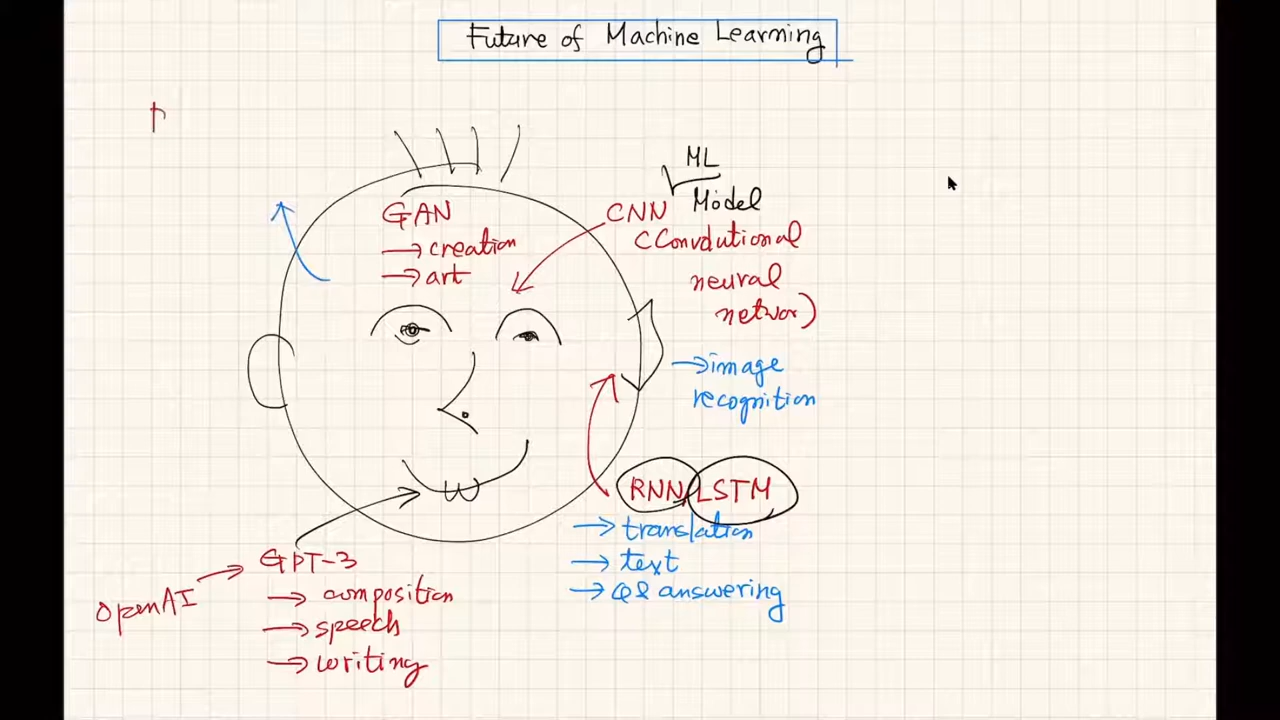 Future of Machine Learning
GAN
→ creation
→ art
ML
Model
CNN
(Convolutional
neural
networ)
→ image
recognition
RNN, LSTM
→ translation
→ text
→ QA answering
OpenAI → GPT-3
→ composition
→ speech
→ writing